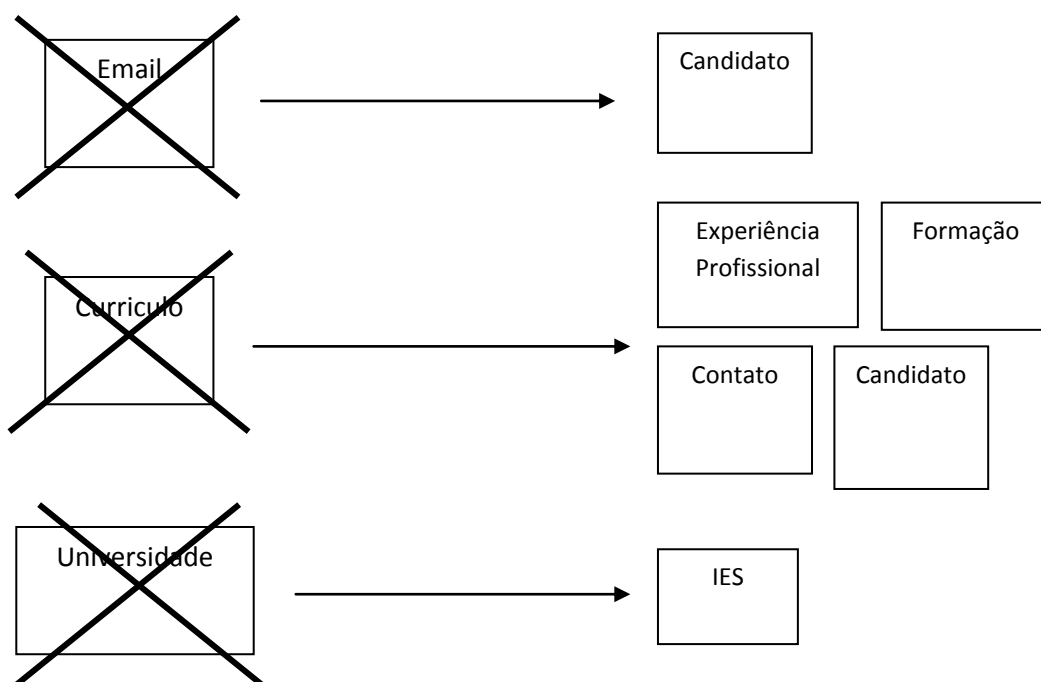 Email
Candidato
Experiência
Profissional
Formação
Curriculo
Contato
Candidato
Universidade
IES